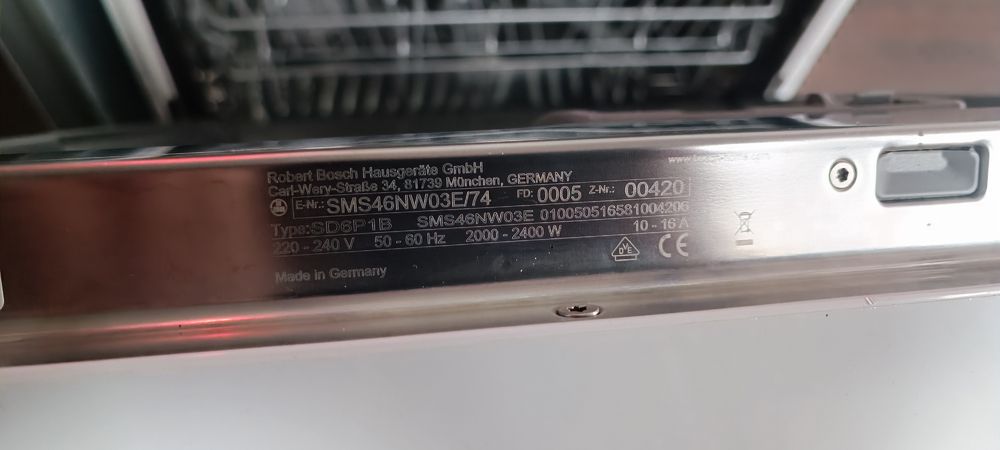 Robert Bosch Hausgeräte GmbH
Carl-Wery-Straße 34, 81739 München, GERMANY
E-Nr.: SMS46NW03E/74 FD: 0005 Z-Nr.: 00420
Type: SD6P1B SMS46NW03E 010050516581004206
220 - 240 V 50 - 60 Hz 2000 - 2400 W 10 - 16 A
DVE CE
Made in Germany